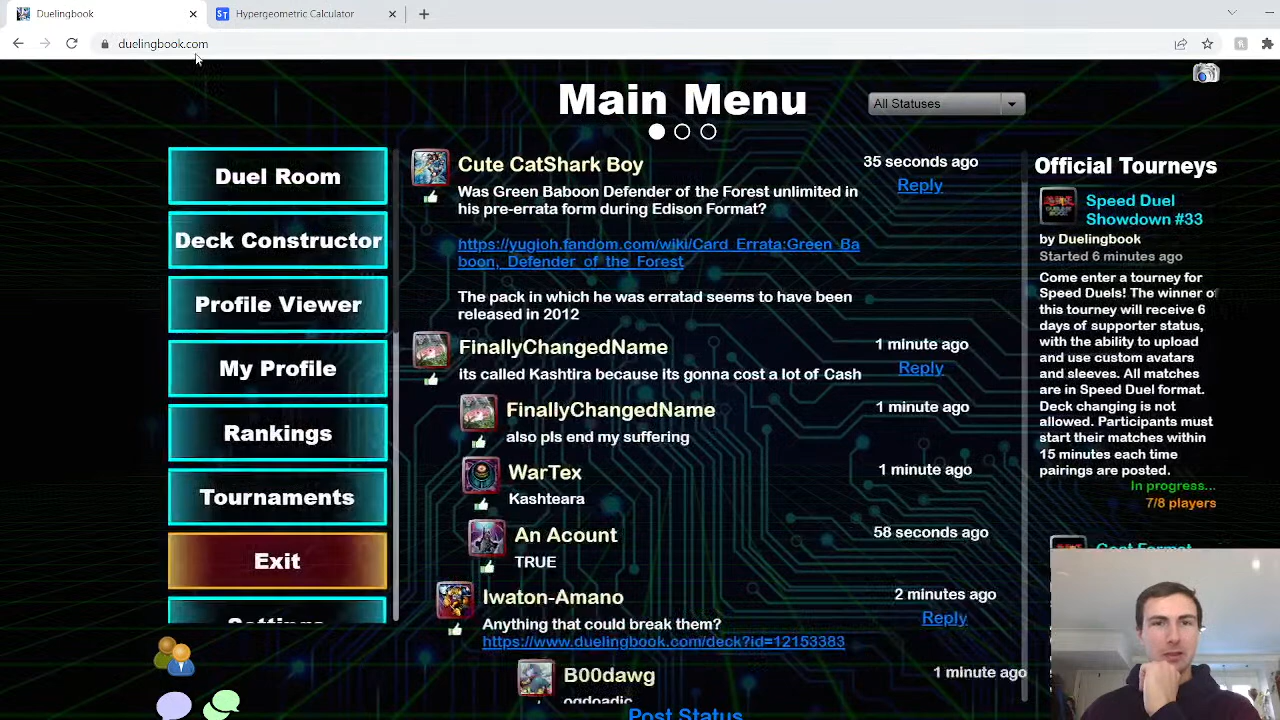 Duelingbook
ST Hypergeometric Calculator
duelingbook.com
Main Menu
All Statuses
Duel Room
Deck Constructor
Profile Viewer
My Profile
Rankings
Tournaments
Exit
Settings
Cute CatShark Boy
35 seconds ago
Was Green Baboon Defender of the Forest unlimited in
his pre-errata form during Edison Format?
Reply
https://yugioh.fandom.com/wiki/Card_Errata:Green_Ba
boon,_Defender_of_the_Forest
The pack in which he was erratad seems to have been
released in 2012
FinallyChangedName
1 minute ago
its called Kashtira because its gonna cost a lot of Cash
Reply
FinallyChangedName
1 minute ago
also pls end my suffering
WarTex
1 minute ago
Kashteara
An Acount
58 seconds ago
TRUE
Iwaton-Amano
2 minutes ago
Anything that could break them?
Reply
https://www.duelingbook.com/deck?id=12153383
B00dawg
1 minute ago
ogdoadic
Post Status
Official Tourneys
Speed Duel
Showdown #33
by Duelingbook
Started 6 minutes ago
Come enter a tourney for
Speed Duels! The winner of
this tourney will receive 6
days of supporter status,
with the ability to upload
and use custom avatars
and sleeves. All matches
are in Speed Duel format.
Deck changing is not
allowed. Participants must
start their matches within
15 minutes each time
pairings are posted.
In progress...
7/8 players
Goat Format